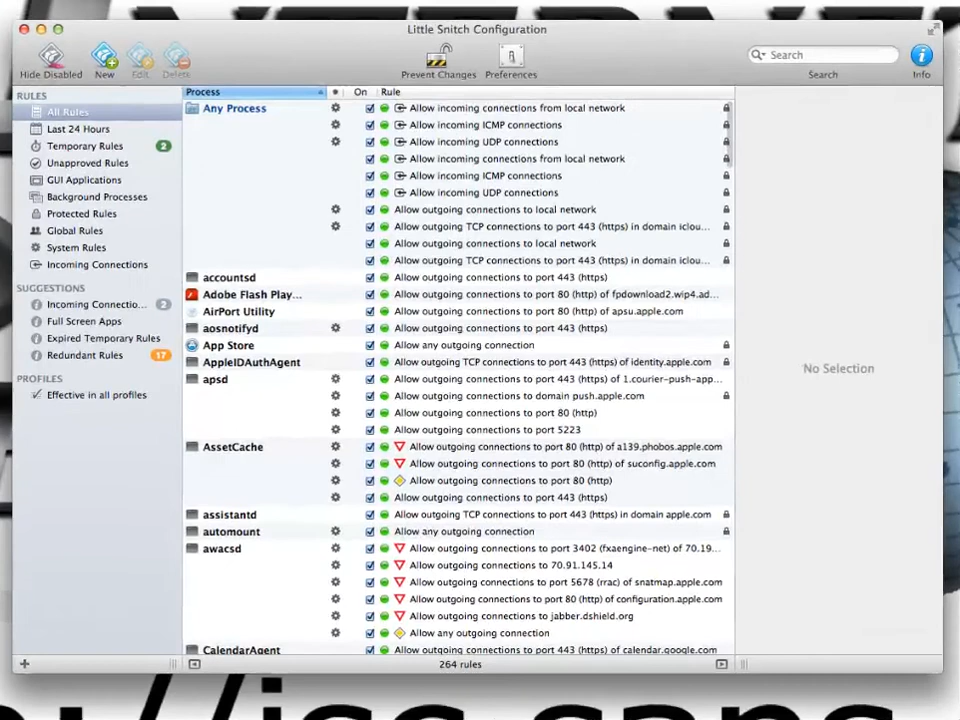 Little Snitch Configuration
Hide Disabled New Edit Delete Prevent Changes Preferences Search Search Info
RULES
All Rules
Last 24 Hours
Temporary Rules 2
Unapproved Rules
GUI Applications
Background Processes
Protected Rules
Global Rules
System Rules
Incoming Connections
SUGGESTIONS
Incoming Connectio... 2
Full Screen Apps
Expired Temporary Rules
Redundant Rules 17
PROFILES
Effective in all profiles
Process On Rule
Any Process Allow incoming connections from local network
Allow incoming ICMP connections
Allow incoming UDP connections
Allow incoming connections from local network
Allow incoming ICMP connections
Allow incoming UDP connections
Allow outgoing connections to local network
Allow outgoing TCP connections to port 443 (https) in domain iclou...
Allow outgoing connections to local network
Allow outgoing TCP connections to port 443 (https) in domain iclou...
accountsd Allow outgoing connections to port 443 (https)
Adobe Flash Play... Allow outgoing connections to port 80 (http) of fpdownload2.wip4.ad...
AirPort Utility Allow outgoing connections to port 80 (http) of apsu.apple.com
aosnotifyd Allow outgoing connections to port 443 (https)
App Store Allow any outgoing connection
AppleIDAuthAgent Allow outgoing TCP connections to port 443 (https) of identity.apple.com
apsd Allow outgoing connections to port 443 (https) of 1.courier-push-app...
Allow outgoing connections to domain push.apple.com
Allow outgoing connections to port 80 (http)
Allow outgoing connections to port 5223
AssetCache Allow outgoing connections to port 80 (http) of a139.phobos.apple.com
Allow outgoing connections to port 80 (http) of suconfig.apple.com
Allow outgoing connections to port 80 (http)
Allow outgoing connections to port 443 (https)
assistantd Allow outgoing TCP connections to port 443 (https) in domain apple.com
automount Allow any outgoing connection
awacsd Allow outgoing connections to port 3402 (fxaengine-net) of 70.19...
Allow outgoing connections to 70.91.145.14
Allow outgoing connections to port 5678 (rrac) of snatmap.apple.com
Allow outgoing connections to port 80 (http) of configuration.apple.com
Allow outgoing connections to jabber.dshield.org
Allow any outgoing connection
CalendarAgent Allow outgoing connections to port 443 (https) of calendar.google.com
264 rules
No Selection